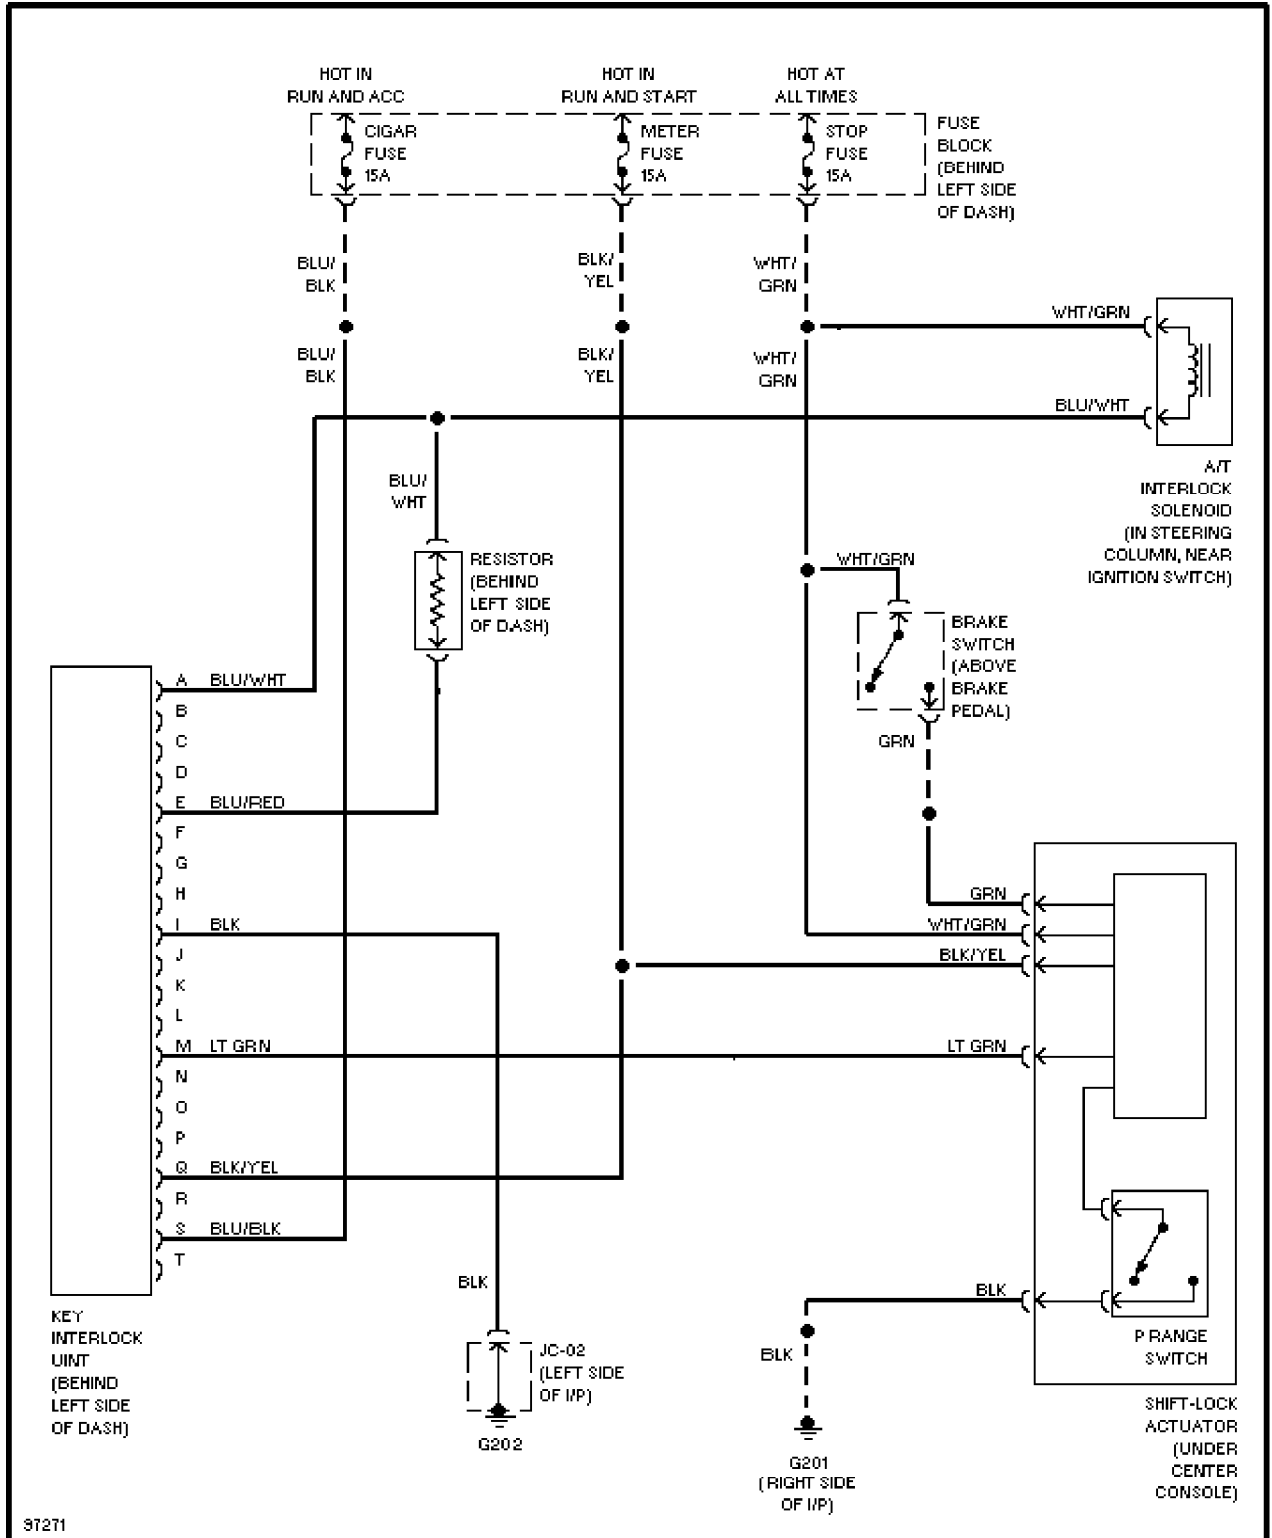 HOT IN
RUN AND ACC
HOT IN
RUN AND START
HOT AT
ALL TIMES
CIGAR
FUSE
15A
METER
FUSE
15A
STOP
FUSE
15A
FUSE
BLOCK
(BEHIND
LEFT SIDE
OF DASH)
BLU/
BLK
BLK/
YEL
WHT/
GRN
BLU/
BLK
BLK/
YEL
WHT/
GRN
WHT/GRN
BLU/WHT
A/T
INTERLOCK
SOLENOID
(IN STEERING
COLUMN, NEAR
IGNITION SWITCH)
BLU/
WHT
RESISTOR
(BEHIND
LEFT SIDE
OF DASH)
WHT/GRN
BRAKE
SWITCH
(ABOVE
BRAKE
PEDAL)
GRN
A BLU/WHT
B
C
D
E BLU/RED
F
G
H
I BLK
J
K
L
M LT GRN
N
O
P
Q BLK/YEL
R
S BLU/BLK
T
GRN
WHT/GRN
BLK/YEL
LT GRN
BLK
BLK
BLK
P RANGE
SWITCH
KEY
INTERLOCK
UINT
(BEHIND
LEFT SIDE
OF DASH)
JC-02
(LEFT SIDE
OF I/P)
G202
G201
(RIGHT SIDE
OF I/P)
SHIFT-LOCK
ACTUATOR
(UNDER
CENTER
CONSOLE)
97271